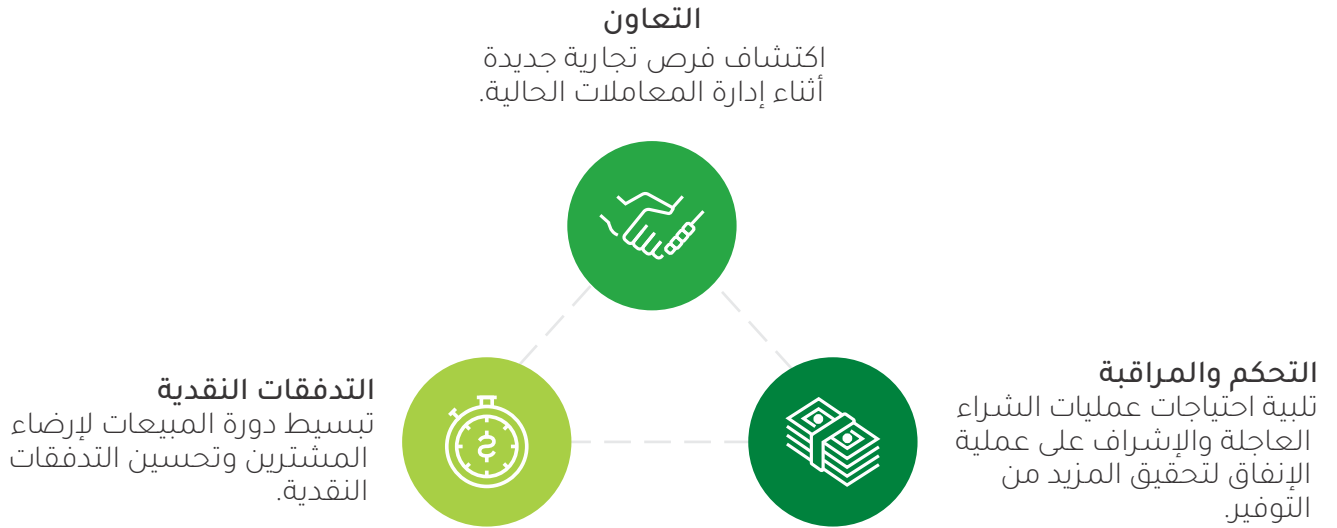 التعاون
اكتشاف فرص تجارية جديدة
أثناء إدارة المعاملات الحالية.
التحكم والمراقبة
تلبية احتياجات عمليات الشراء
العاجلة والإشراف على عملية
الإنفاق لتحقيق المزيد من
التوفير.
التدفقات النقدية
تبسيط دورة المبيعات لإرضاء
المشترين وتحسين التدفقات
النقدية.
$